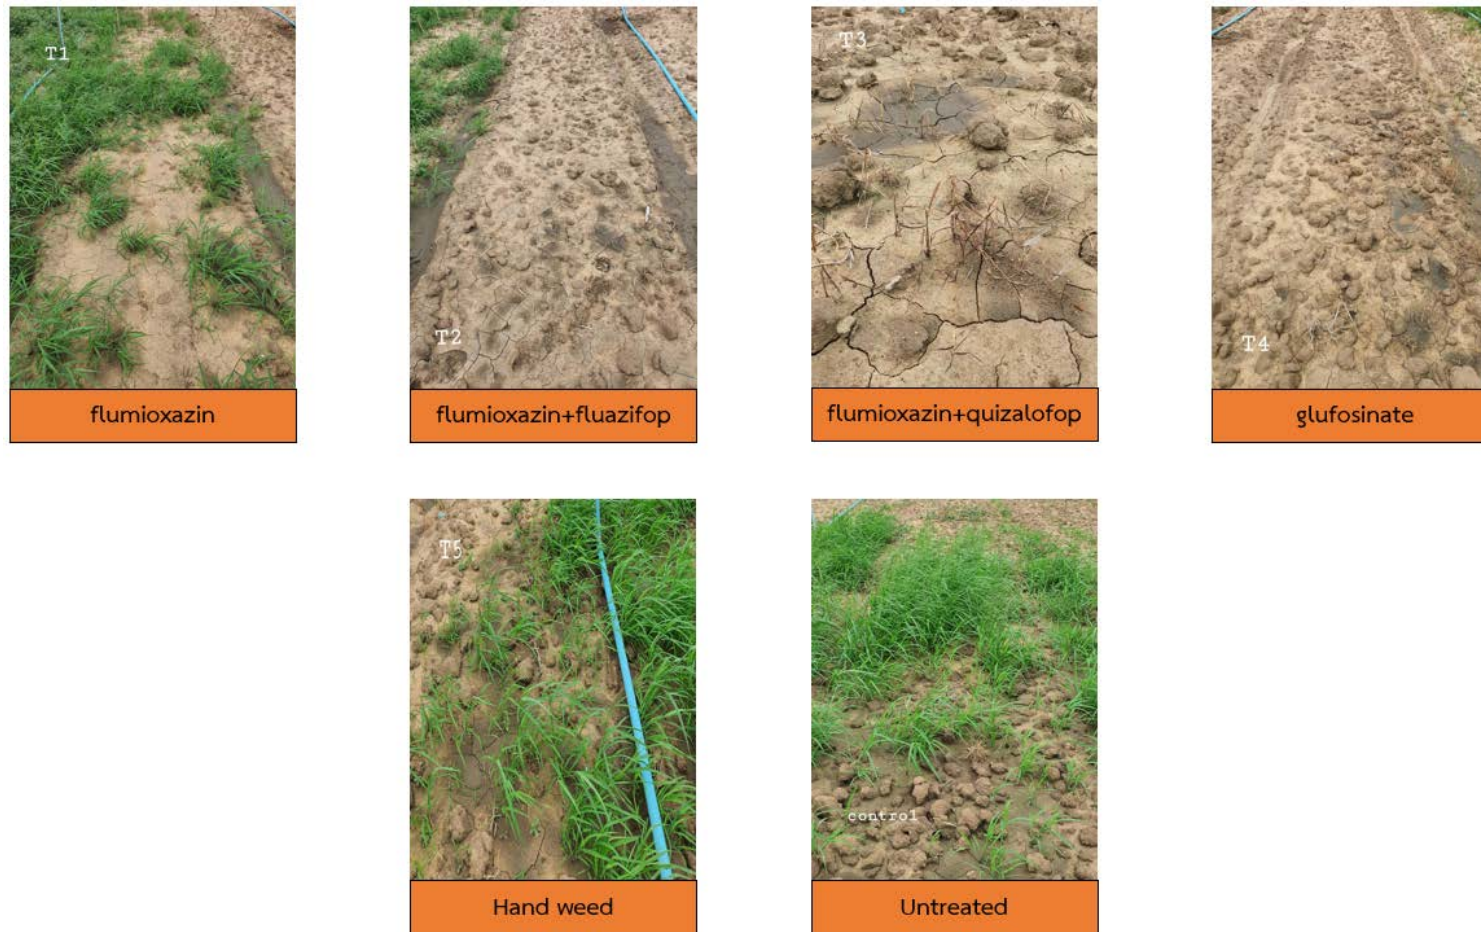 T1
T2
T3
T4
flumioxazin
flumioxazin+fluazifop
flumioxazin+quizalofop
glufosinate
T5
control
Hand weed
Untreated